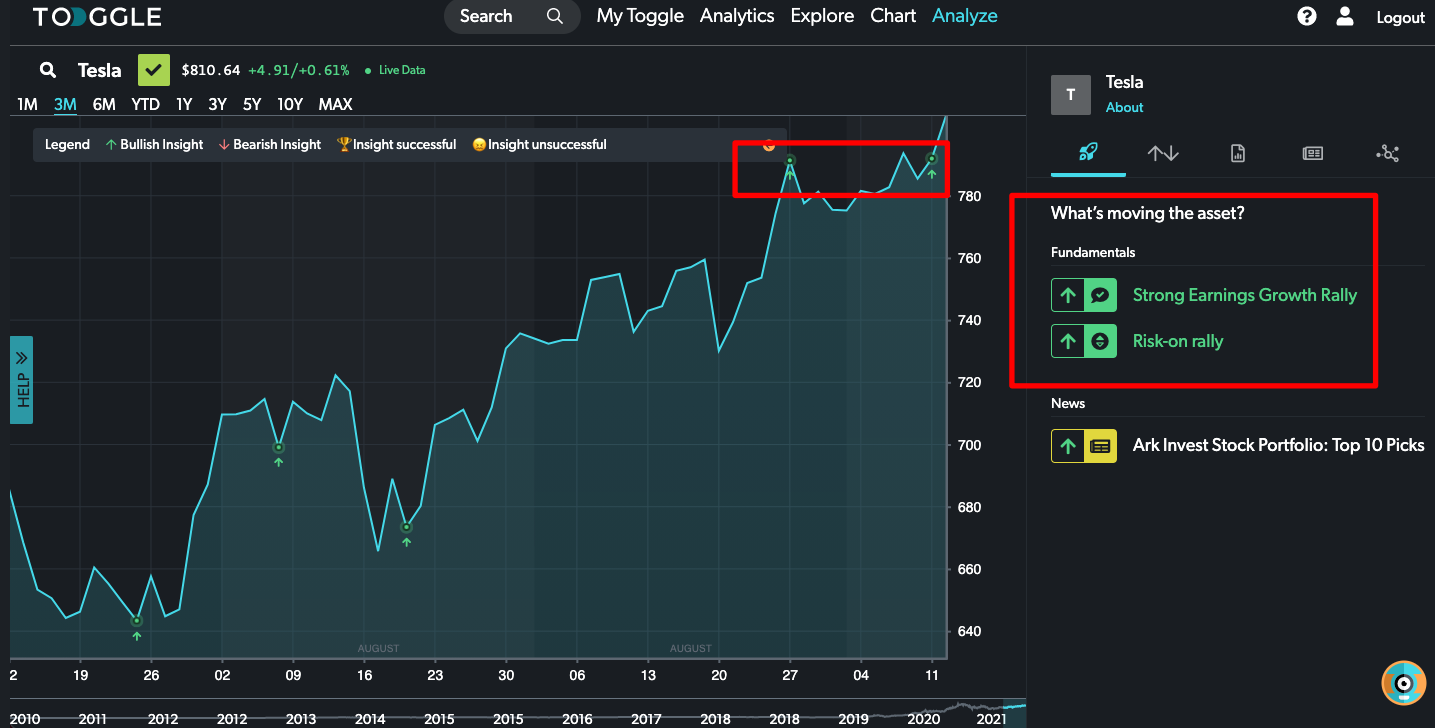 TOGGLE
Search
My Toggle
Analytics
Explore
Chart
Analyze
?
Logout
Tesla
$810.64 +4.91/+0.61%
Live Data
1M 3M 6M YTD 1Y 3Y 5Y 10Y MAX
Legend
Bullish Insight
Bearish Insight
Insight successful
Insight unsuccessful
780
760
740
720
700
680
660
640
HELP
AUGUST
AUGUST
2 19 26 02 09 16 23 30 06 13 20 27 04 11
2010 2011 2012 2012 2013 2014 2015 2015 2016 2017 2018 2018 2019 2020 2021
T
Tesla
About
What's moving the asset?
Fundamentals
Strong Earnings Growth Rally
Risk-on rally
News
Ark Invest Stock Portfolio: Top 10 Picks